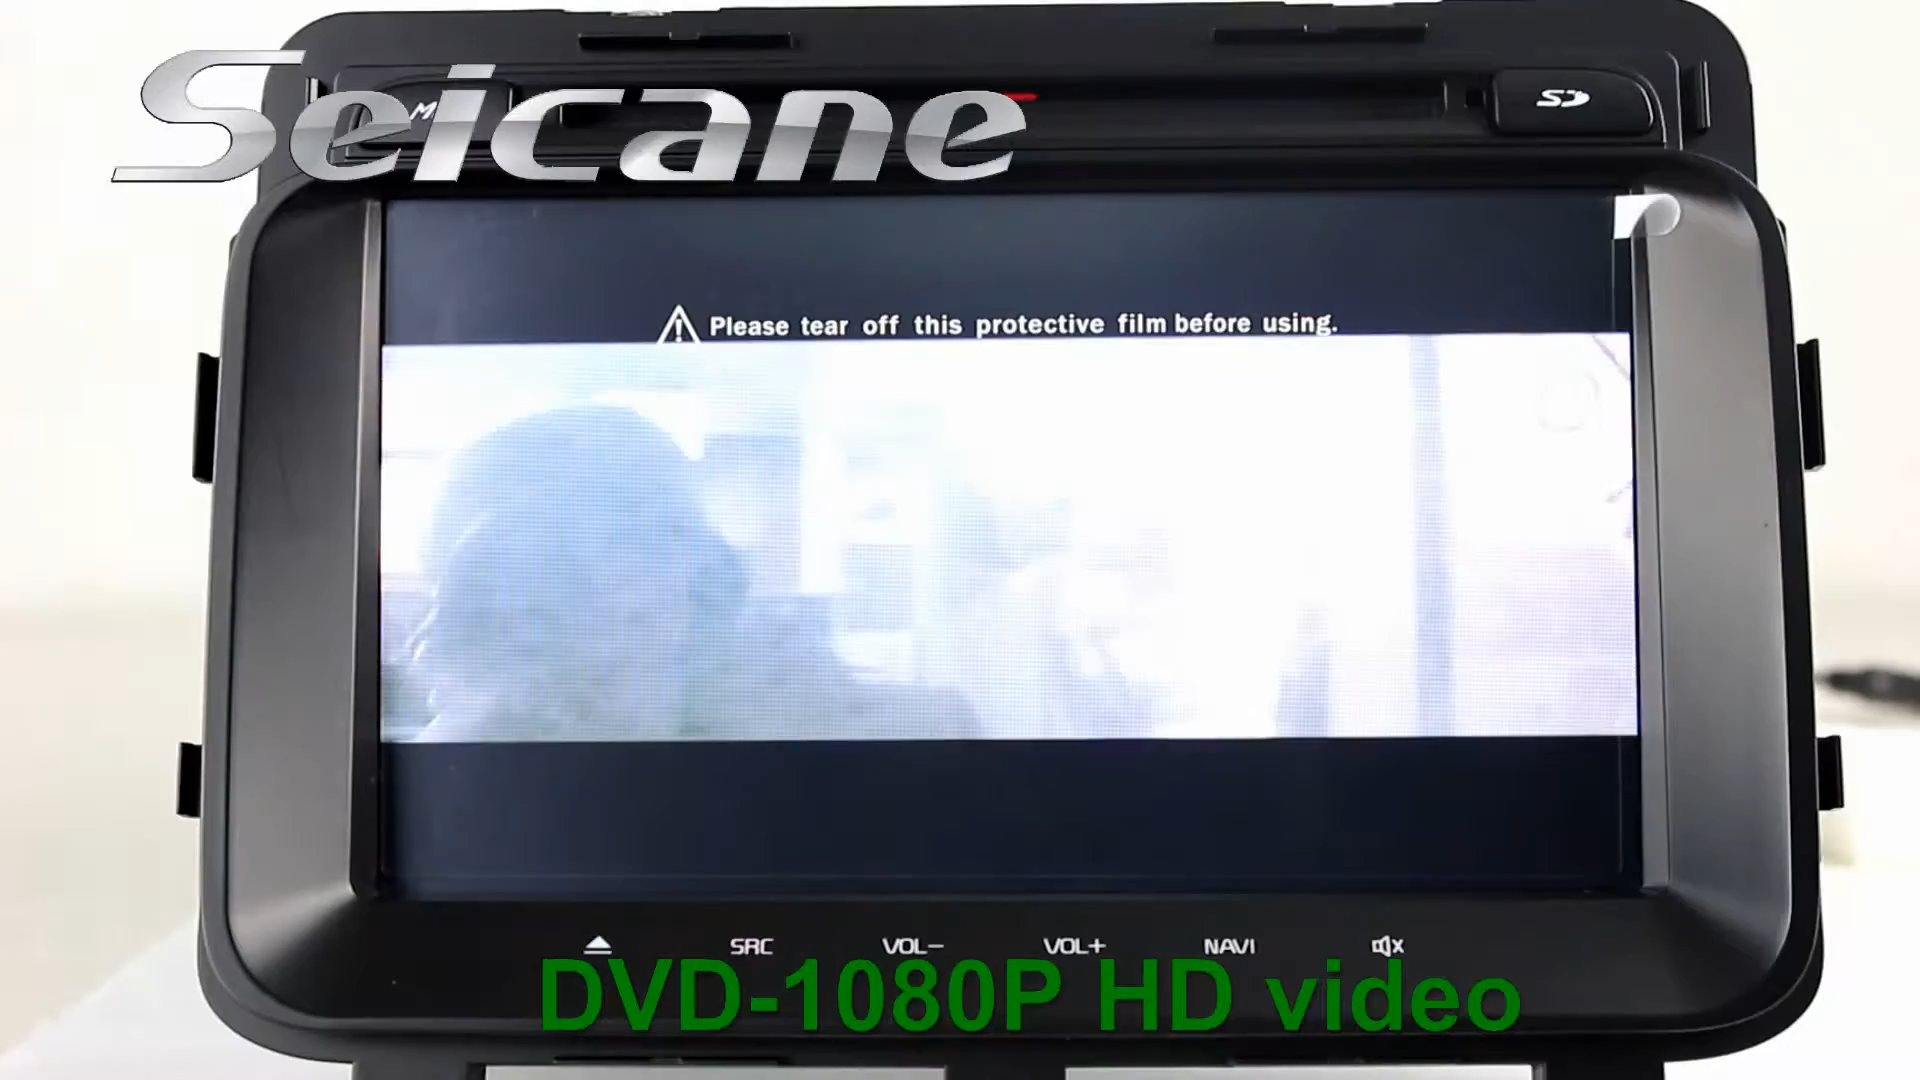 Seicane
M
SD
Please tear off this protective film before using.
SRC
VOL-
VOL+
NAVI
DVD-1080P HD video